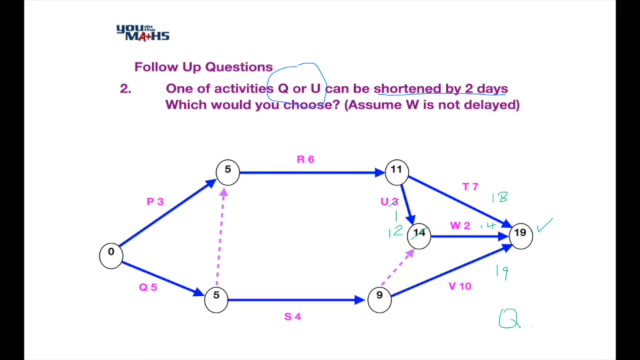 you do the MATHS
Follow Up Questions
2. One of activities Q or U can be shortened by 2 days
Which would you choose? (Assume W is not delayed)
R 6
5
11
P 3
T 7
18
U 3
1
W 2
14
0
12
14
19
Q 5
5
9
19
S 4
V 10
Q